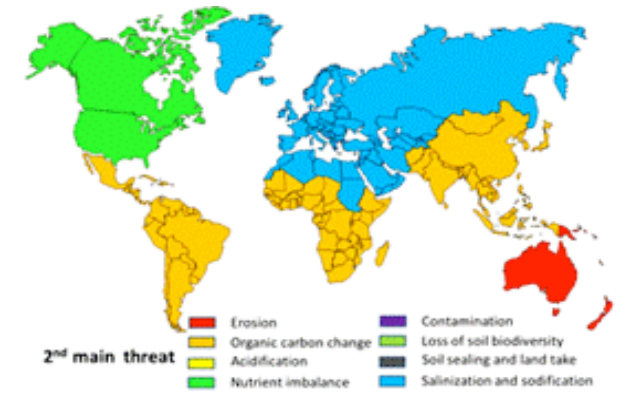 2nd main threat
Erosion
Organic carbon change
Acidification
Nutrient imbalance
Contamination
Loss of soil biodiversity
Soil sealing and land take
Salinization and sodification